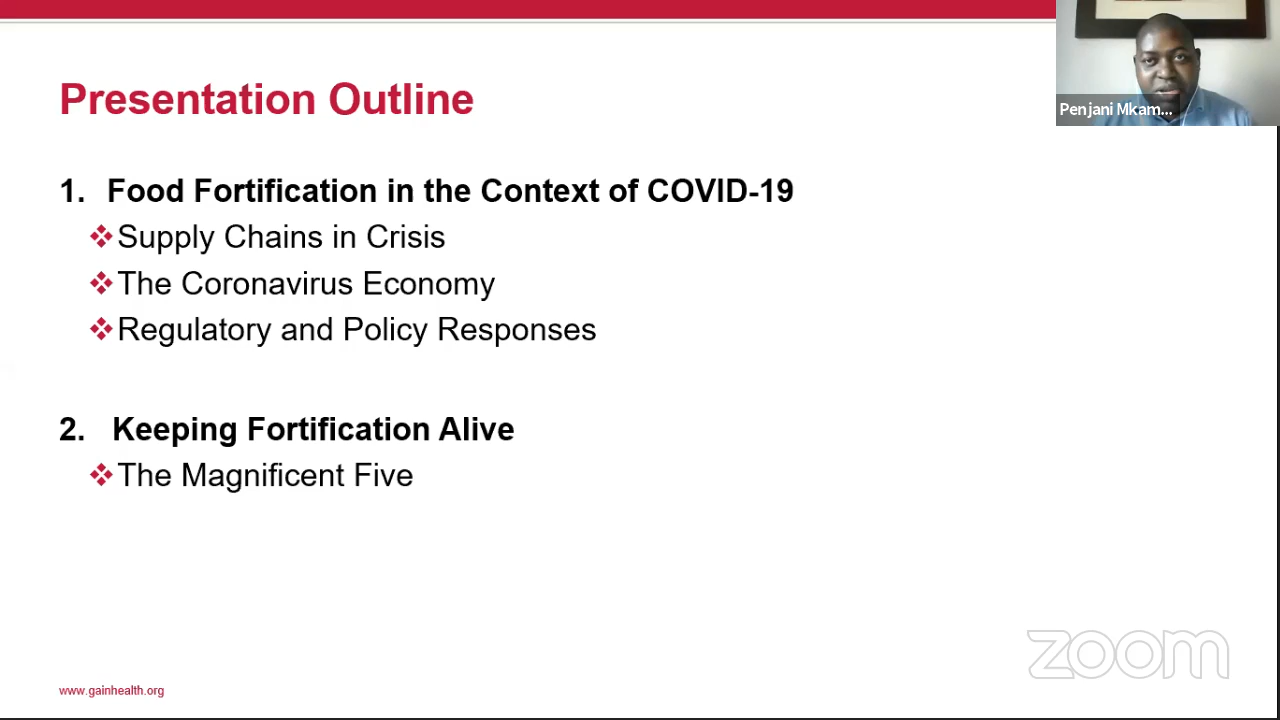 Presentation Outline
Penjani Mkam...
1. Food Fortification in the Context of COVID-19
❖Supply Chains in Crisis
❖The Coronavirus Economy
❖Regulatory and Policy Responses
2. Keeping Fortification Alive
❖The Magnificent Five
zoom
www.gainhealth.org